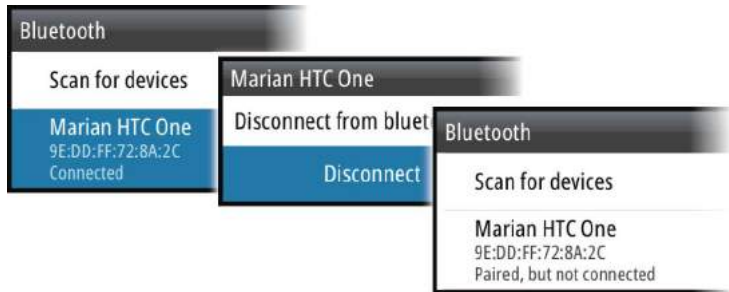 Bluetooth
Scan for devices
Marian HTC One
9E:DD:FF:72:8A:2C
Connected
Marian HTC One
Disconnect from bluet
Disconnect
Bluetooth
Scan for devices
Marian HTC One
9E:DD:FF:72:8A:2C
Paired, but not connected